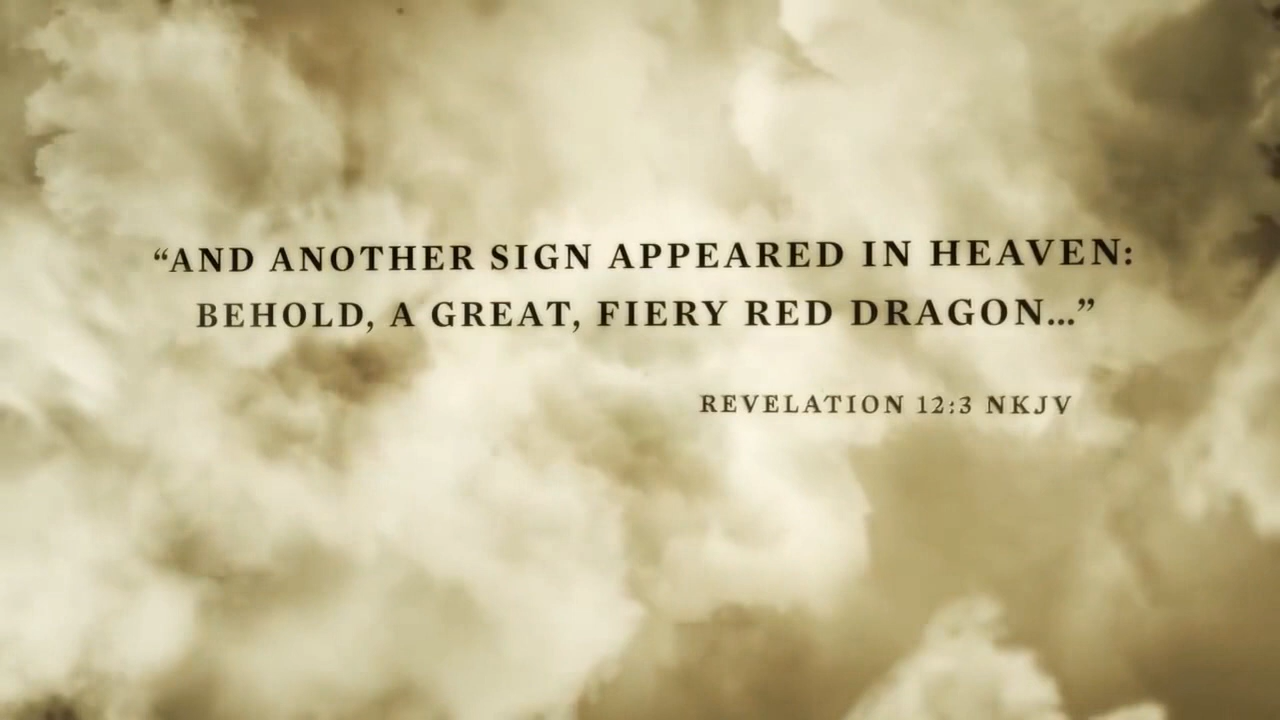 “AND ANOTHER SIGN APPEARED IN HEAVEN:
BEHOLD, A GREAT, FIERY RED DRAGON...”
REVELATION 12:3 NKJV